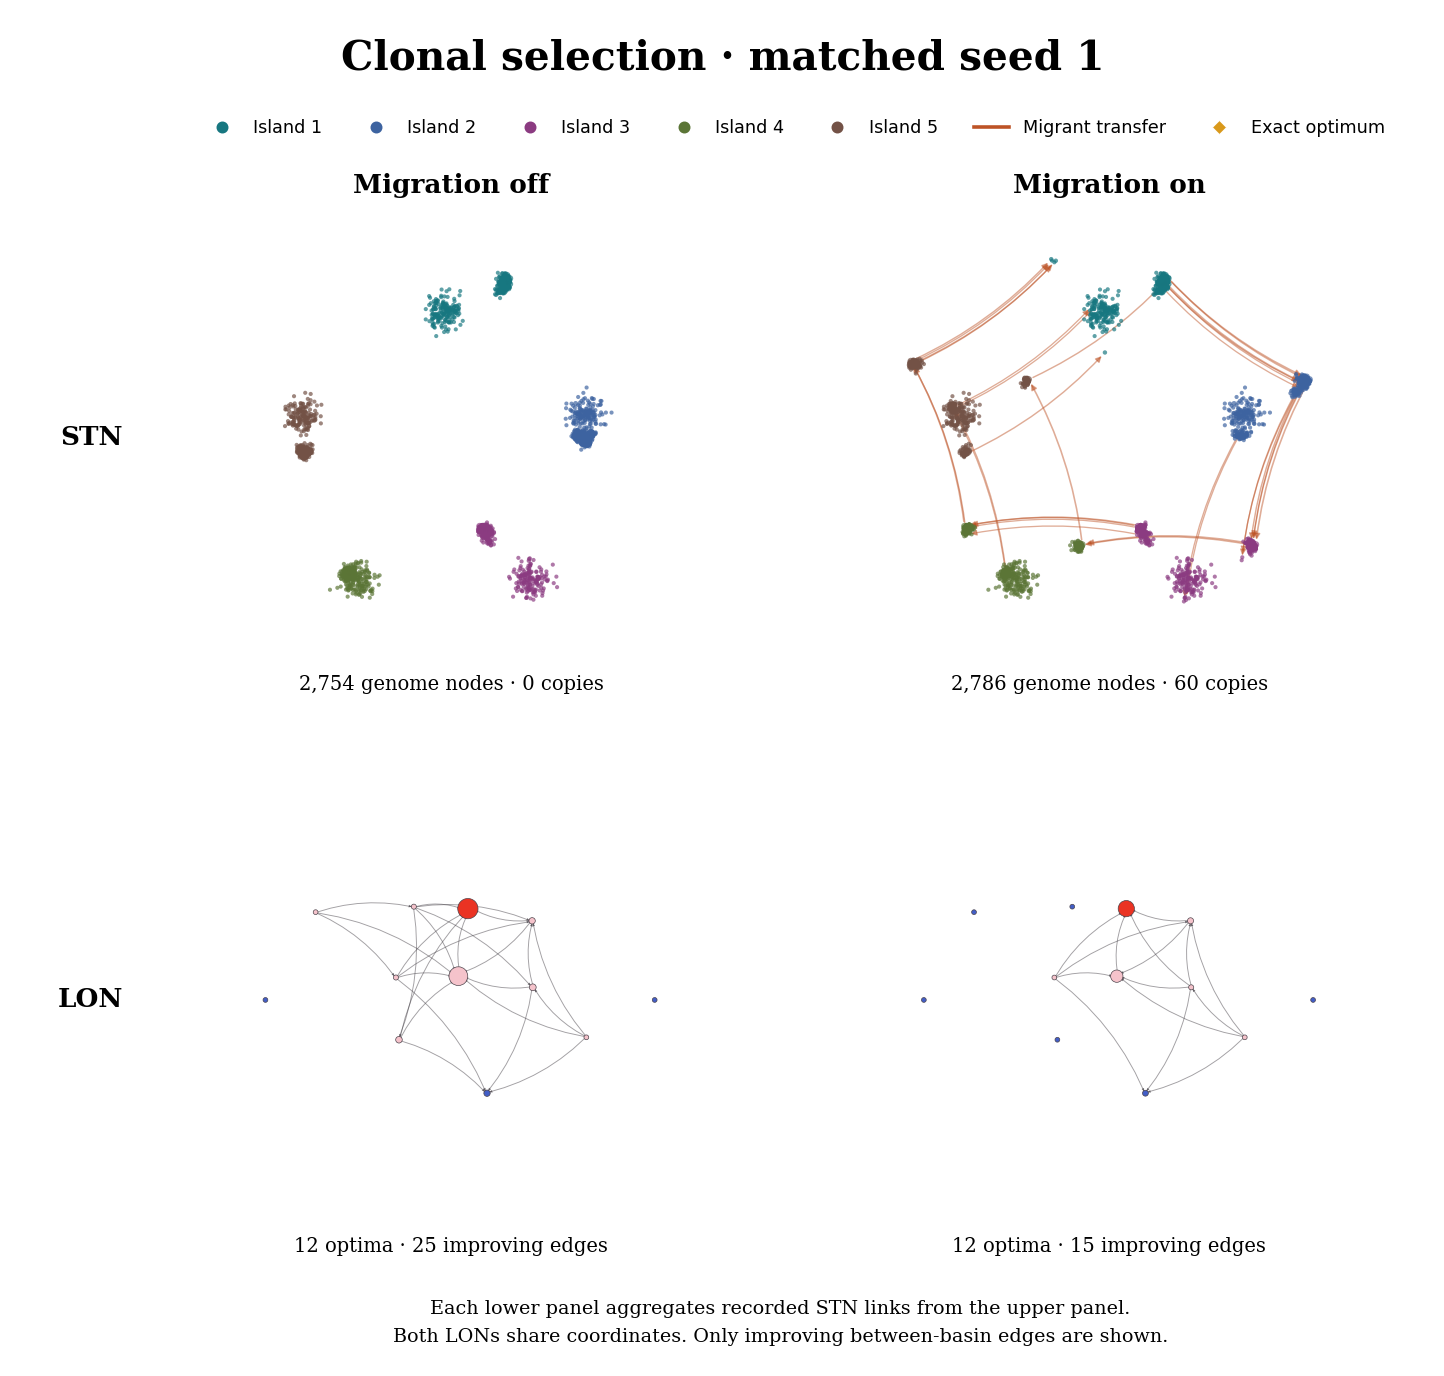 Clonal selection · matched seed 1
Island 1 Island 2 Island 3 Island 4 Island 5 Migrant transfer Exact optimum
Migration off Migration on
STN
2,754 genome nodes · 0 copies 2,786 genome nodes · 60 copies
LON
12 optima · 25 improving edges 12 optima · 15 improving edges
Each lower panel aggregates recorded STN links from the upper panel.
Both LONs share coordinates. Only improving between-basin edges are shown.